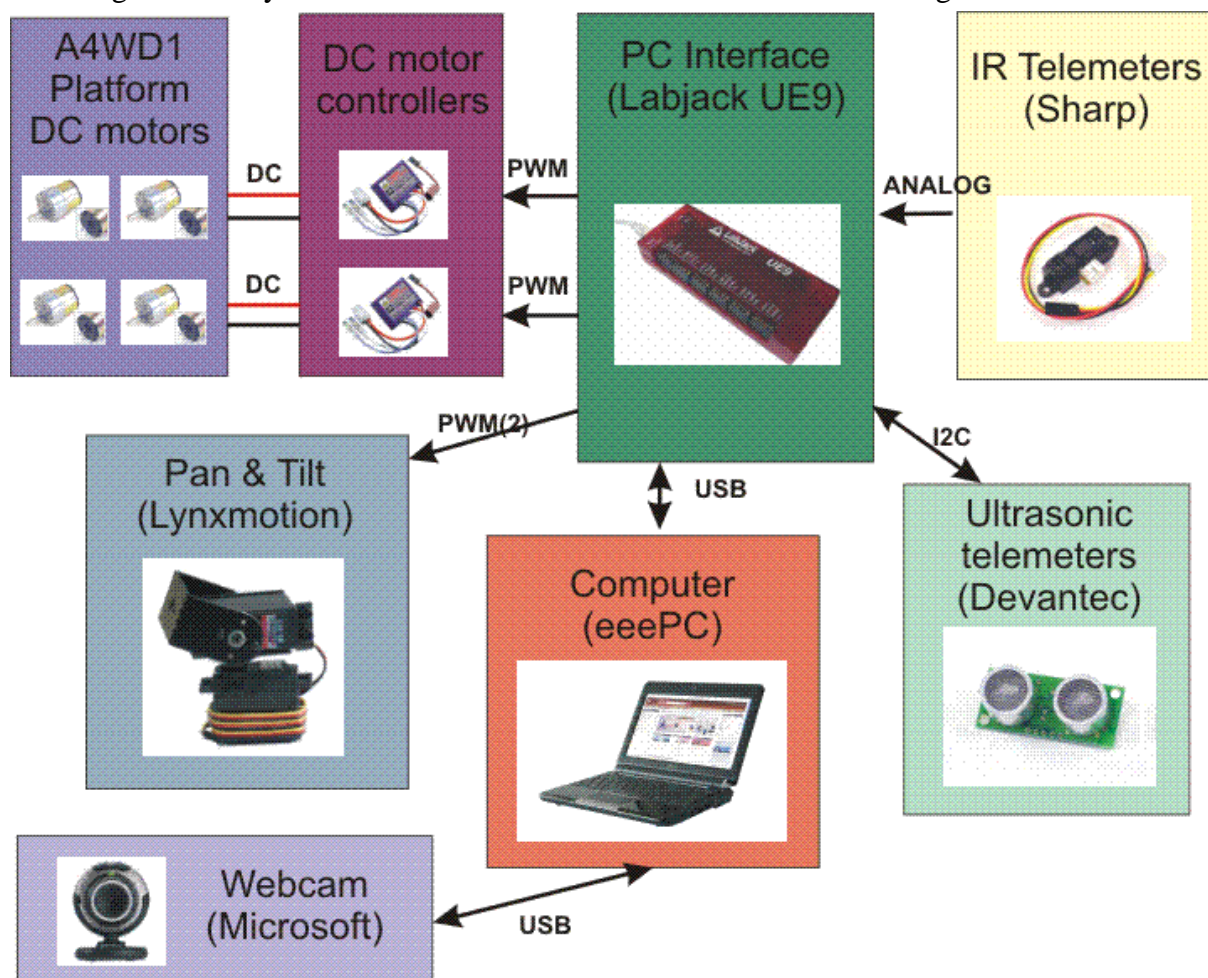 A4WD1
Platform
DC motors
DC motor
controllers
PC Interface
(Labjack UE9)
IR Telemeters
(Sharp)
DC
DC
PWM
PWM
ANALOG
UE9
PWM(2)
I2C
USB
Pan & Tilt
(Lynxmotion)
Computer
(eeePC)
Ultrasonic
telemeters
(Devantec)
Webcam
(Microsoft)
USB